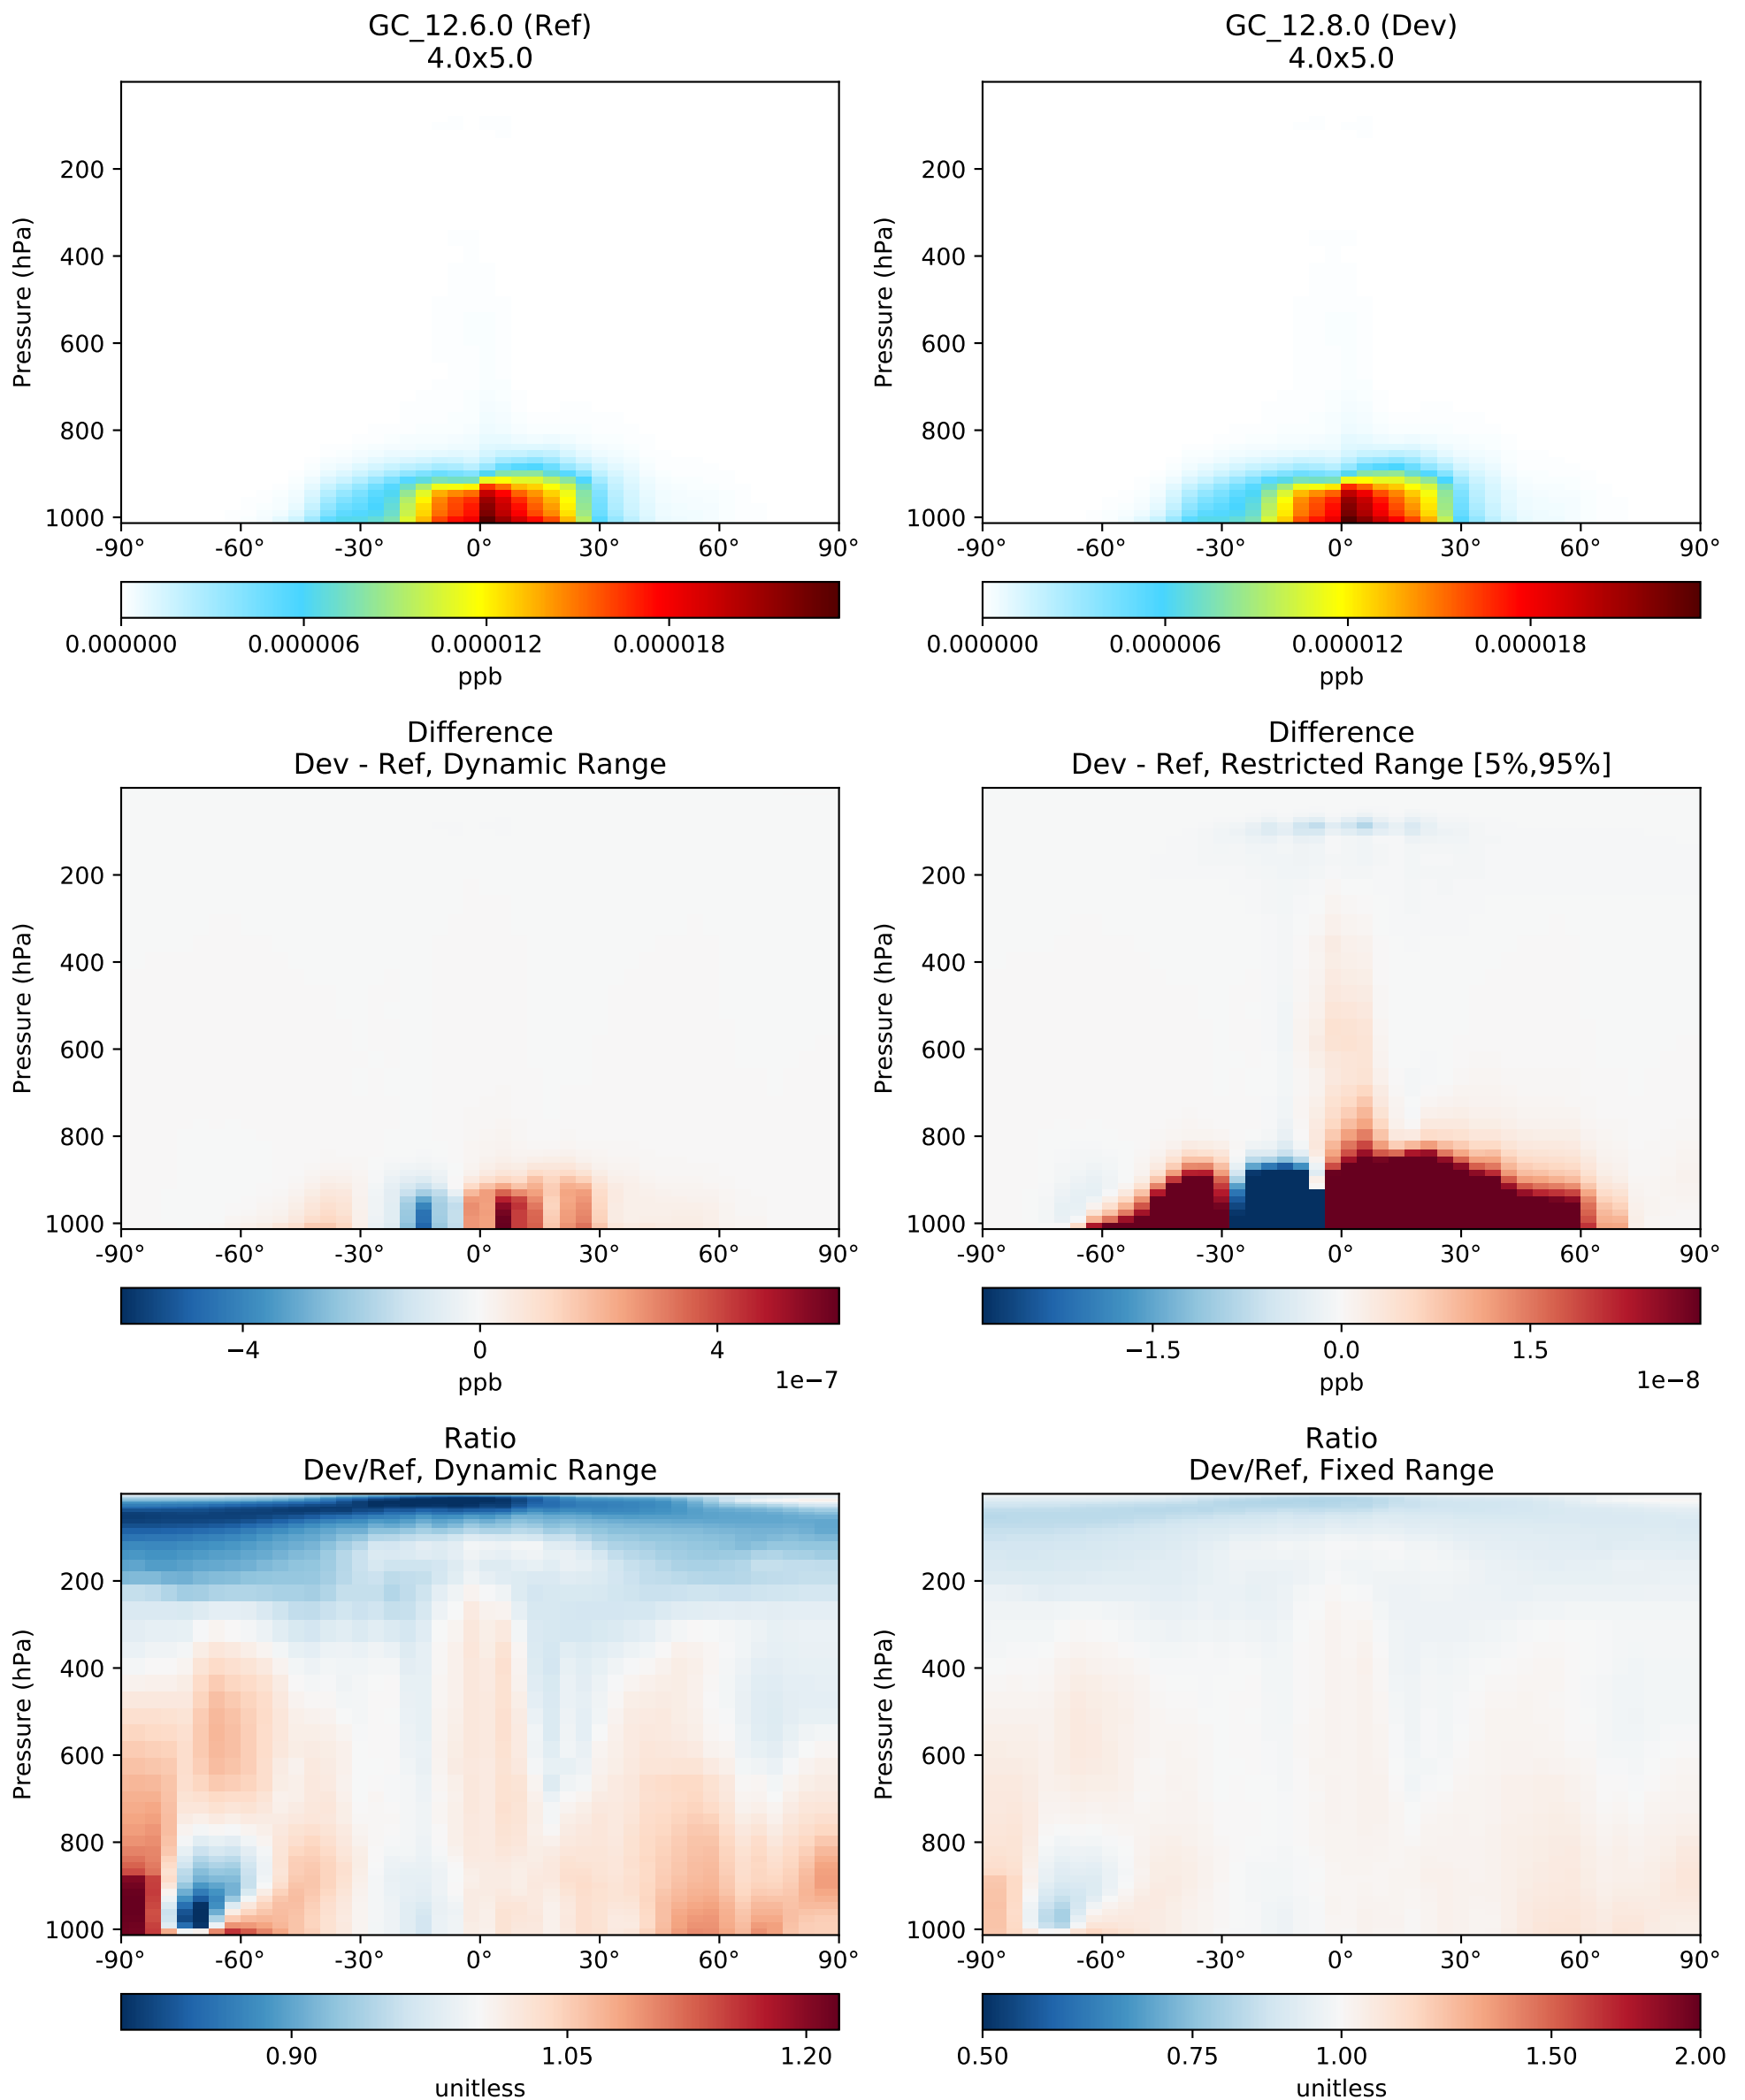 GC_12.6.0 (Ref)
4.0x5.0
Pressure (hPa)
200
400
600
800
1000
-90° -60° -30° 0° 30° 60° 90°
0.000000 0.000006 0.000012 0.000018
ppb
GC_12.8.0 (Dev)
4.0x5.0
Pressure (hPa)
200
400
600
800
1000
-90° -60° -30° 0° 30° 60° 90°
0.000000 0.000006 0.000012 0.000018
ppb
Difference
Dev - Ref, Dynamic Range
Pressure (hPa)
200
400
600
800
1000
-90° -60° -30° 0° 30° 60° 90°
−4 0 4
ppb 1e−7
Difference
Dev - Ref, Restricted Range [5%,95%]
Pressure (hPa)
200
400
600
800
1000
-90° -60° -30° 0° 30° 60° 90°
−1.5 0.0 1.5
ppb 1e−8
Ratio
Dev/Ref, Dynamic Range
Pressure (hPa)
200
400
600
800
1000
-90° -60° -30° 0° 30° 60° 90°
0.90 1.05 1.20
unitless
Ratio
Dev/Ref, Fixed Range
Pressure (hPa)
200
400
600
800
1000
-90° -60° -30° 0° 30° 60° 90°
0.50 0.75 1.00 1.50 2.00
unitless